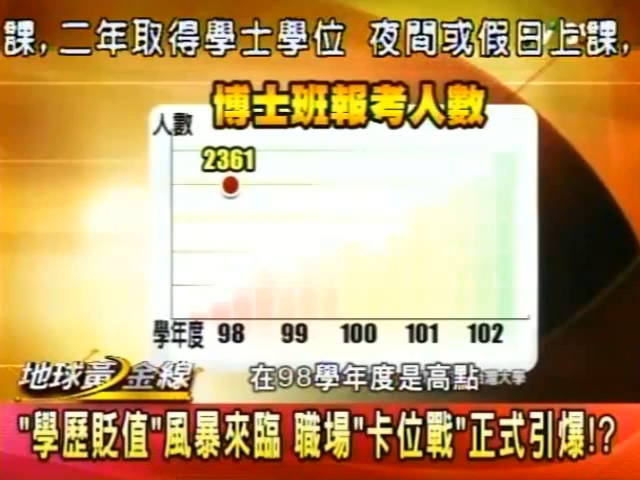 課,二年取得學士學位 夜間或假日上課,
博士班報考人數
人數
2361
學年度 98 99 100 101 102
地球黃金線
在98學年度是高點
灣大學
"學歷貶值"風暴來臨 職場"卡位戰"正式引爆!?